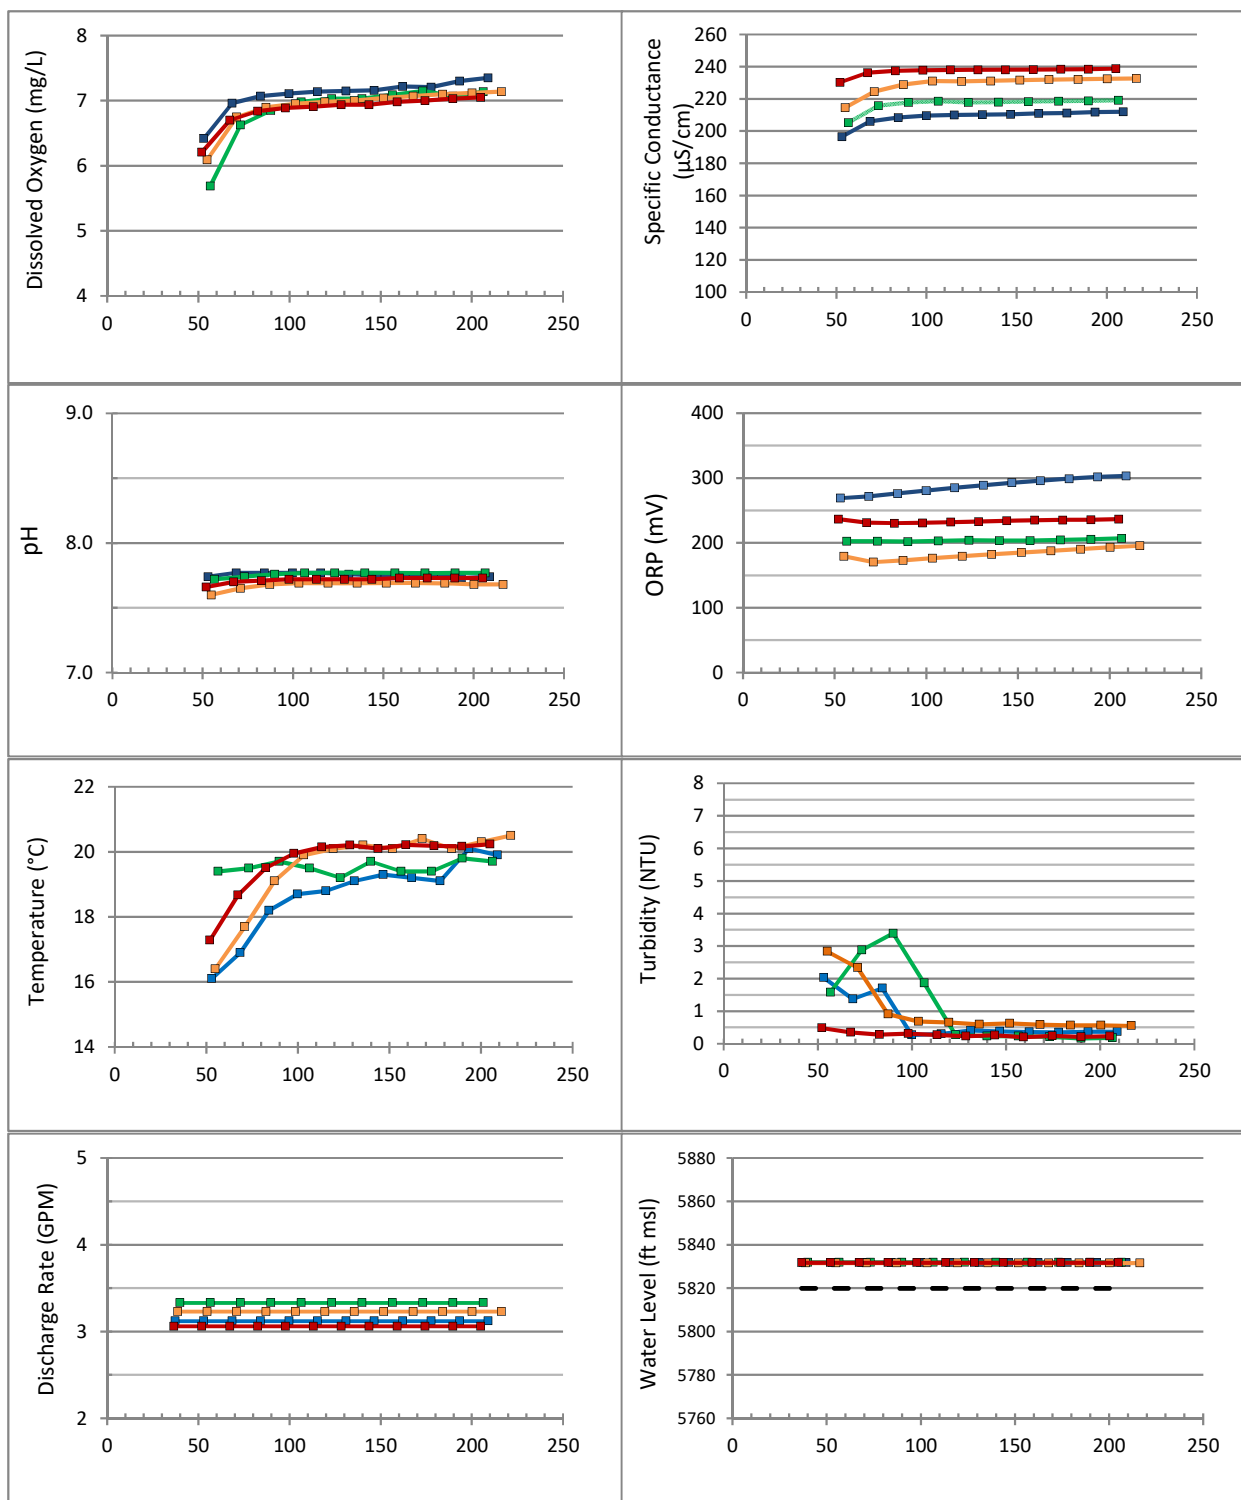 Dissolved Oxygen (mg/L)
8
7
6
5
4
0 50 100 150 200 250
Specific Conductance
(µS/cm)
260
240
220
200
180
160
140
120
100
0 50 100 150 200 250
pH
9.0
8.0
7.0
0 50 100 150 200 250
ORP (mV)
400
300
200
100
0
0 50 100 150 200 250
Temperature (°C)
22
20
18
16
14
0 50 100 150 200 250
Turbidity (NTU)
8
7
6
5
4
3
2
1
0
0 50 100 150 200 250
Discharge Rate (GPM)
5
4
3
2
0 50 100 150 200 250
Water Level (ft msl)
5880
5860
5840
5820
5800
5780
5760
0 50 100 150 200 250